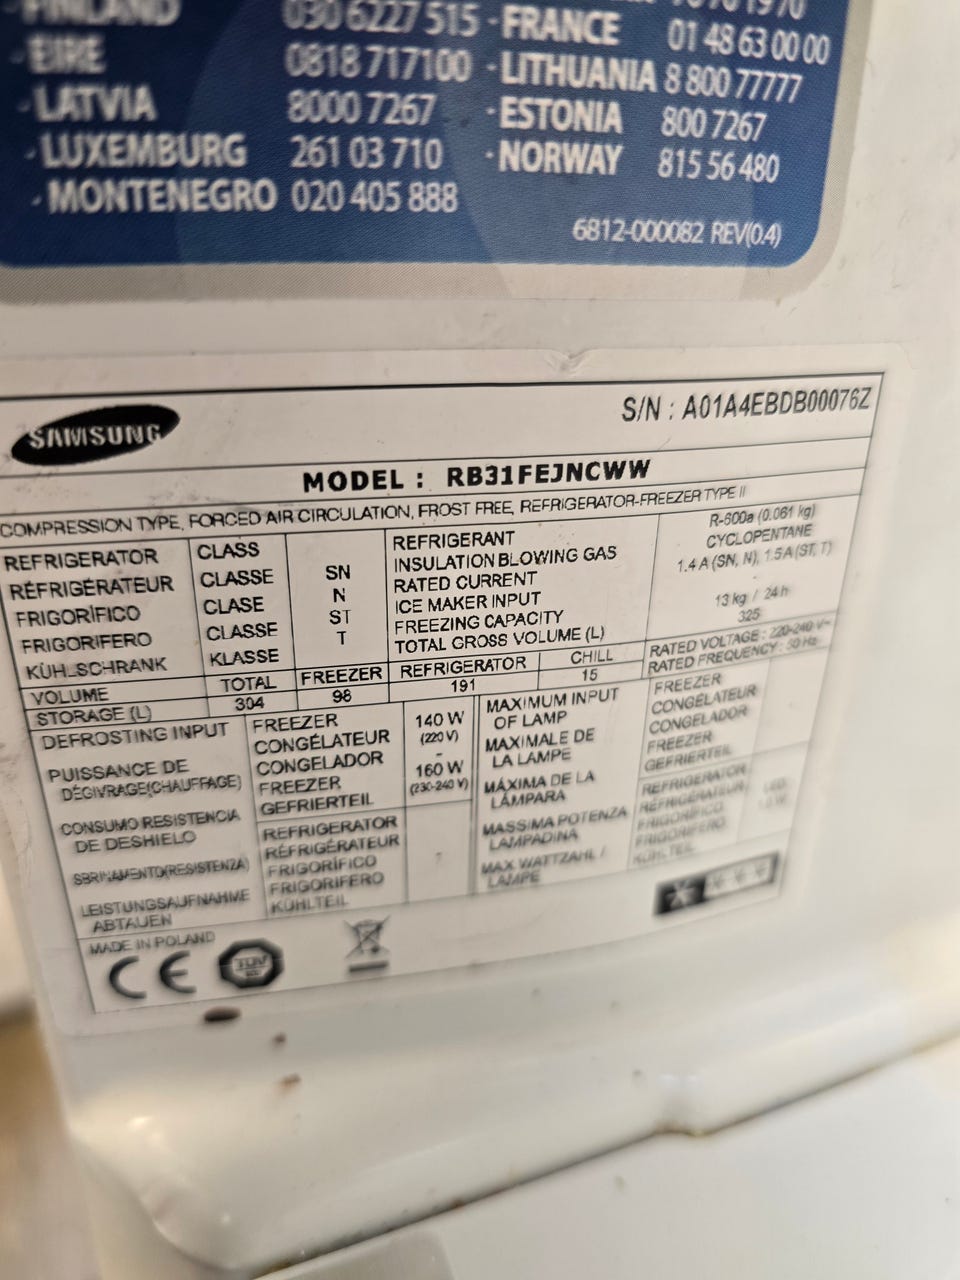 FINLAND 030 6227 515
- EIRE 0818 717100
- LATVIA 8000 7267
- LUXEMBURG 261 03 710
- MONTENEGRO 020 405 888
- FRANCE 01 48 63 00 00
- LITHUANIA 8 800 77777
- ESTONIA 800 7267
- NORWAY 815 56 480
6812-000082 REV(0.4)
SAMSUNG
S/N : A01A4EBDB00076Z
MODEL : RB31FEJNCWW
COMPRESSION TYPE, FORCED AIR CIRCULATION, FROST FREE, REFRIGERATOR-FREEZER TYPE II
REFRIGERATOR
RÉFRIGÉRATEUR
FRIGORÍFICO
FRIGORIFERO
KÜHLSCHRANK
CLASS
CLASSE
CLASE
CLASSE
KLASSE
SN
N
ST
T
REFRIGERANT R-600a (0.061 kg)
INSULATION BLOWING GAS CYCLOPENTANE
RATED CURRENT 1.4 A (SN, N), 1.5A (ST, T)
ICE MAKER INPUT
FREEZING CAPACITY 13 kg / 24 h
TOTAL GROSS VOLUME (L) 325
VOLUME
STORAGE (L)
TOTAL
304
FREEZER
98
REFRIGERATOR
191
CHILL
15
RATED VOLTAGE : 220-240 V~
RATED FREQUENCY : 50 Hz
DEFROSTING INPUT
PUISSANCE DE
DÉGIVRAGE(CHAUFFAGE)
CONSUMO RESISTENCIA
DE DESHIELO
SBRINAMENTO(RESISTENZA)
LEISTUNGSAUFNAHME
ABTAUEN
FREEZER
CONGÉLATEUR
CONGELADOR
FREEZER
GEFRIERTEIL
140 W
(220 V)
-
160 W
(230-240 V)
REFRIGERATOR
RÉFRIGÉRATEUR
FRIGORÍFICO
FRIGORIFERO
KÜHLTEIL
MAXIMUM INPUT
OF LAMP
MAXIMALE DE
LA LAMPE
MÁXIMA DE LA
LÁMPARA
MASSIMA POTENZA
LAMPADINA
MAX WATTZAHL /
LAMPE
FREEZER
CONGÉLATEUR
CONGELADOR
FREEZER
GEFRIERTEIL
REFRIGERATOR
RÉFRIGÉRATEUR
FRIGORÍFICO
FRIGORIFERO
KÜHLTEIL
MADE IN POLAND
CE
TÜV